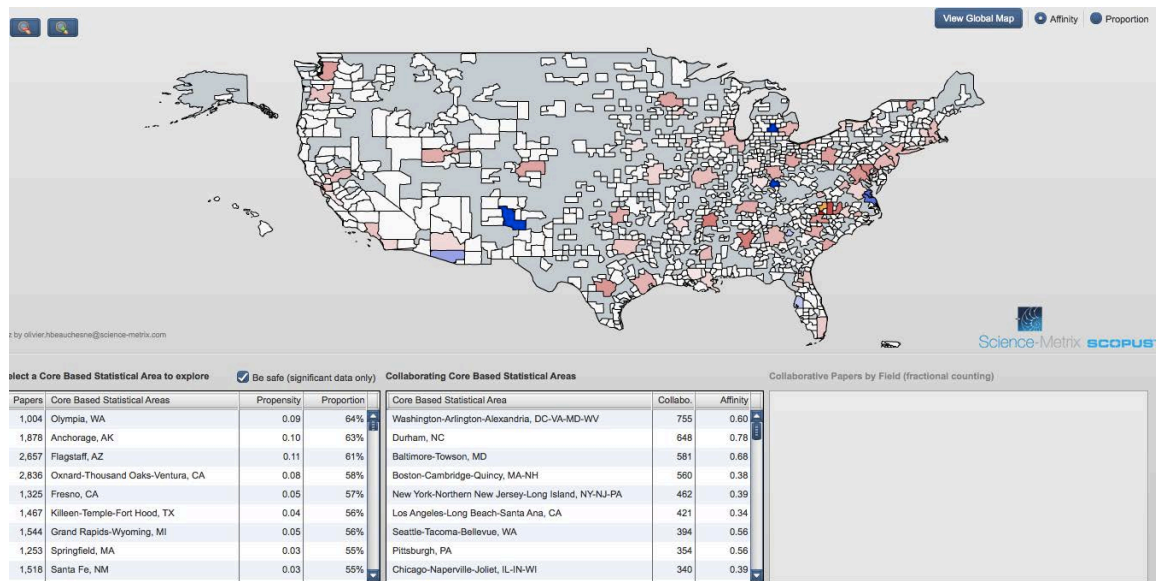 View Global Map Affinity Proportion
by olivier.hbeauchesne@science-metrix.com
Science-Metrix SCOPUS
elect a Core Based Statistical Area to explore Be safe (significant data only) Collaborating Core Based Statistical Areas Collaborative Papers by Field (fractional counting)
Papers Core Based Statistical Areas Propensity Proportion Core Based Statistical Area Collabo. Affinity
1,004 Olympia, WA 0.09 64% Washington-Arlington-Alexandria, DC-VA-MD-WV 755 0.60
1,878 Anchorage, AK 0.10 63% Durham, NC 648 0.78
2,657 Flagstaff, AZ 0.11 61% Baltimore-Towson, MD 581 0.68
2,836 Oxnard-Thousand Oaks-Ventura, CA 0.08 58% Boston-Cambridge-Quincy, MA-NH 560 0.38
1,325 Fresno, CA 0.05 57% New York-Northern New Jersey-Long Island, NY-NJ-PA 462 0.39
1,467 Killeen-Temple-Fort Hood, TX 0.04 56% Los Angeles-Long Beach-Santa Ana, CA 421 0.34
1,544 Grand Rapids-Wyoming, MI 0.05 56% Seattle-Tacoma-Bellevue, WA 394 0.56
1,253 Springfield, MA 0.03 55% Pittsburgh, PA 354 0.56
1,518 Santa Fe, NM 0.03 55% Chicago-Naperville-Joliet, IL-IN-WI 340 0.39